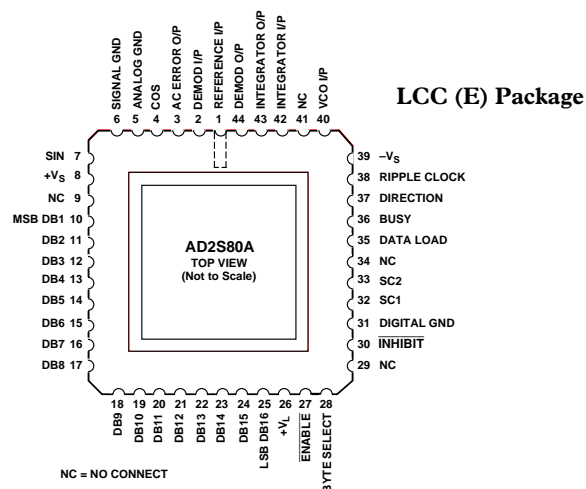 LCC (E) Package
SIGNAL GND
ANALOG GND
COS
AC ERROR O/P
DEMOD I/P
REFERENCE I/P
DEMOD O/P
INTEGRATOR O/P
INTEGRATOR I/P
NC
VCO I/P
6 5 4 3 2 1 44 43 42 41 40
SIN 7
+VS 8
NC 9
MSB DB1 10
DB2 11
DB3 12
DB4 13
DB5 14
DB6 15
DB7 16
DB8 17
AD2S80A
TOP VIEW
(Not to Scale)
39 –VS
38 RIPPLE CLOCK
37 DIRECTION
36 BUSY
35 DATA LOAD
34 NC
33 SC2
32 SC1
31 DIGITAL GND
30 INHIBIT
29 NC
18 19 20 21 22 23 24 25 26 27 28
DB9
DB10
DB11
DB12
DB13
DB14
DB15
LSB DB16
+VL
ENABLE
BYTE SELECT
NC = NO CONNECT